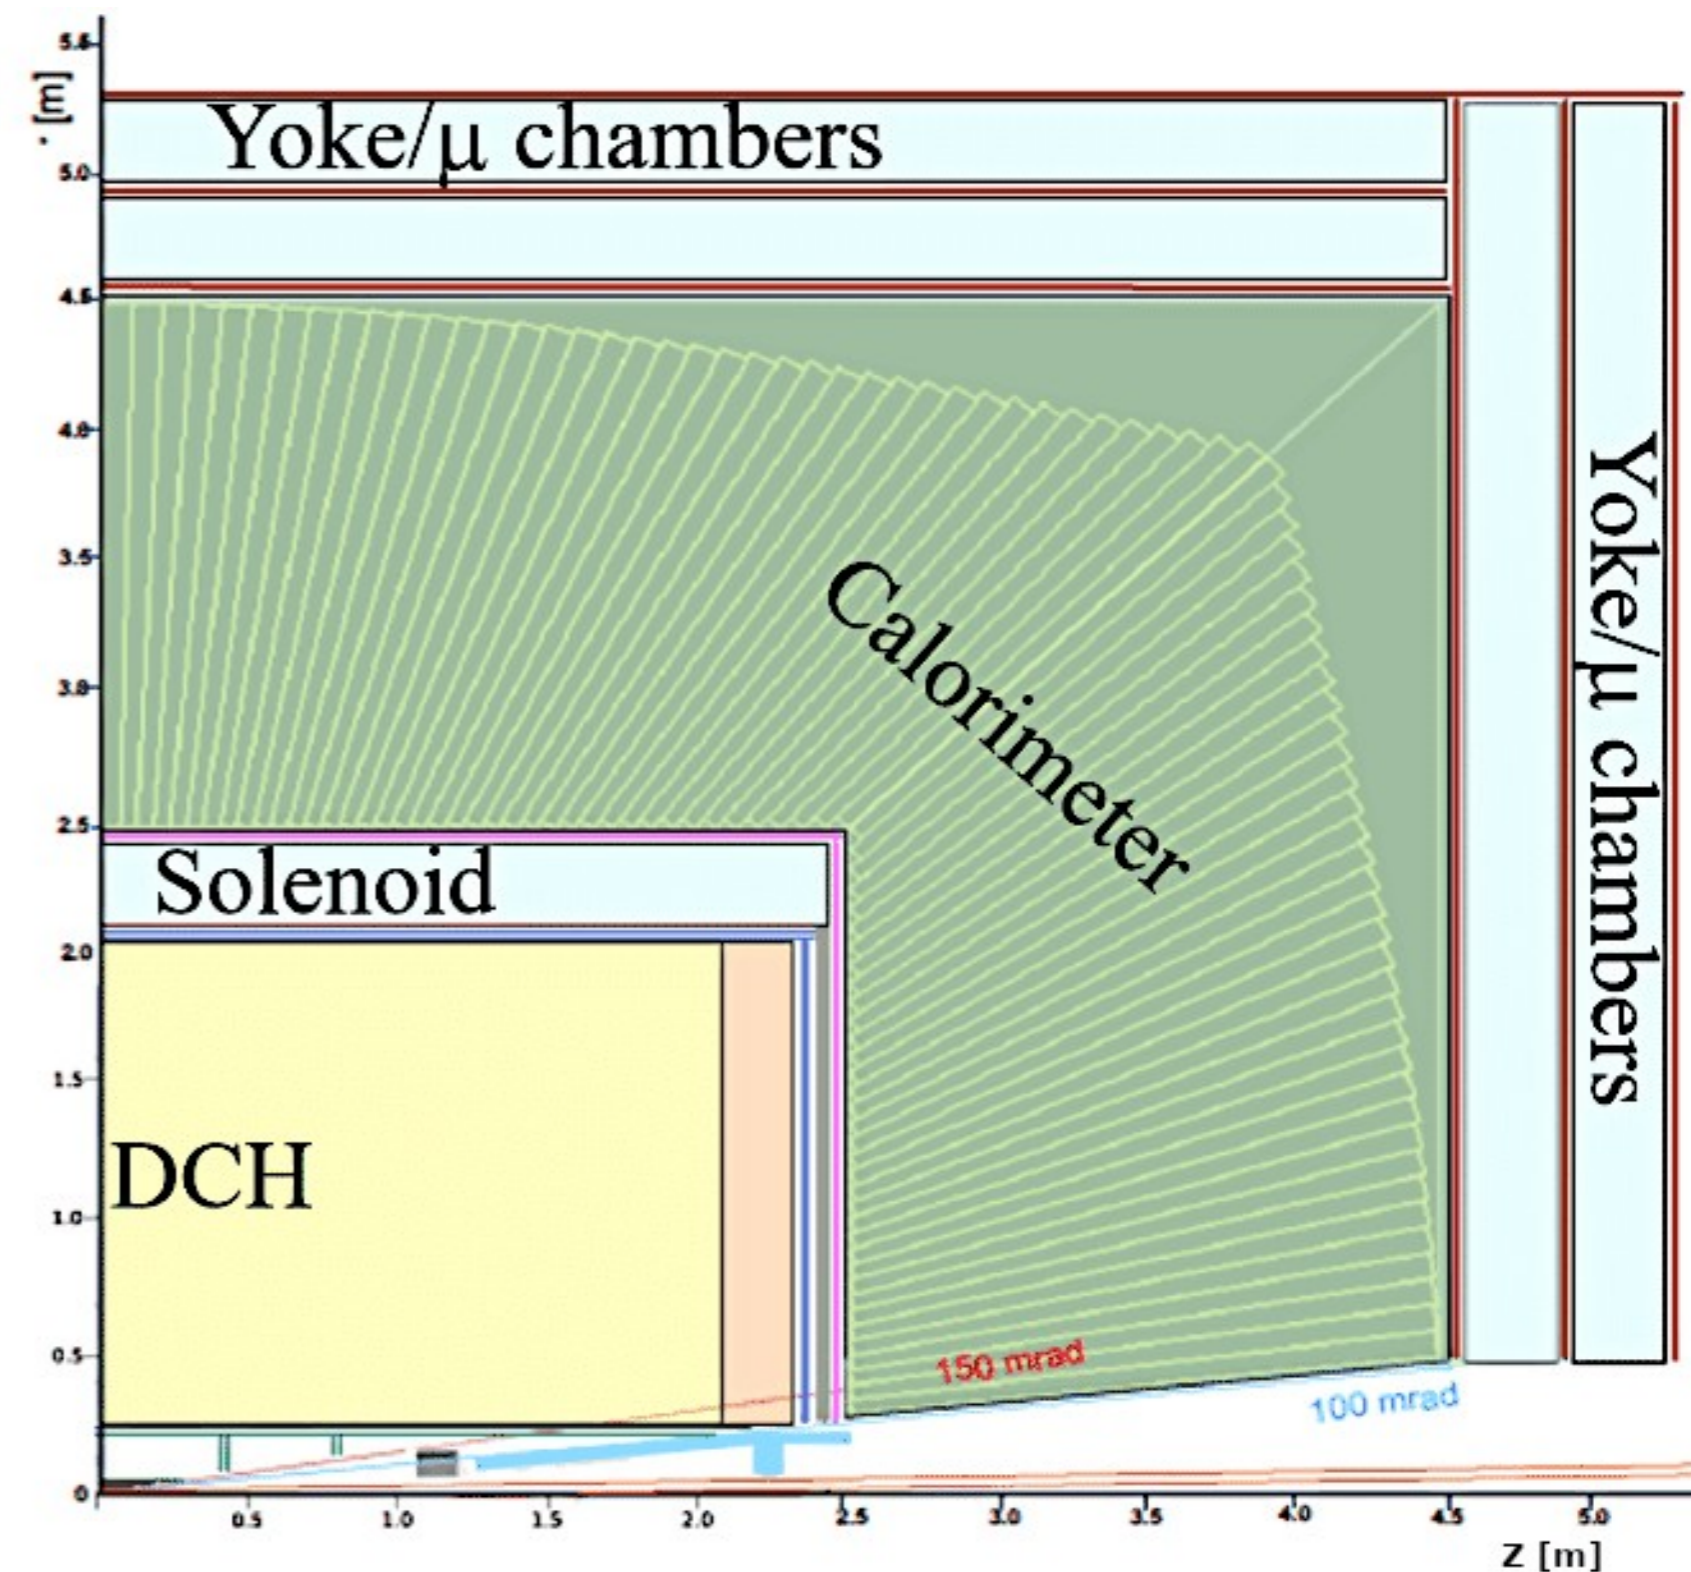 5.5
[m]
Yoke/μ chambers
5.0
4.5
4.0
3.5
3.0
Calorimeter
Yoke/μ chambers
2.5
Solenoid
2.0
1.5
DCH
1.0
0.5
150 mrad
100 mrad
0
0.5 1.0 1.5 2.0 2.5 3.0 3.5 4.0 4.5 5.0
Z [m]